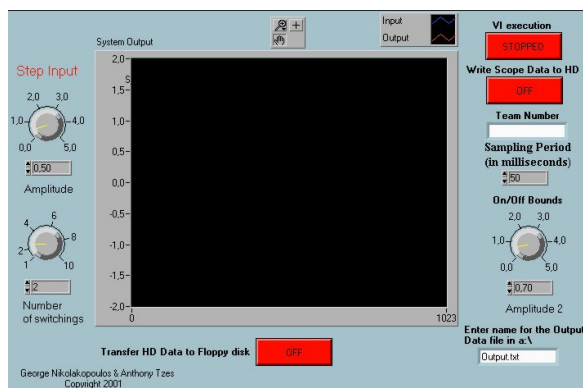 System Output
Input
Output
VI execution
STOPPED
Write Scope Data to HD
OFF
Team Number
Sampling Period
(in milliseconds)
50
On/Off Bounds
2,0 3,0
1,0 4,0
0,0 5,0
0,70
Amplitude 2
Enter name for the Output
Data file in a:\
Output.txt
Step Input
2,0 3,0
1,0 4,0
0,0 5,0
0,50
Amplitude
4 6
2 8
1 10
2
Number
of switchings
2,0
S
1,5
1,0
0,5
0,0
-0,5
-1,0
-1,5
-2,0
0 1023
Transfer HD Data to Floppy disk
OFF
George Nikolakopoulos & Anthony Tzes
Copyright 2001